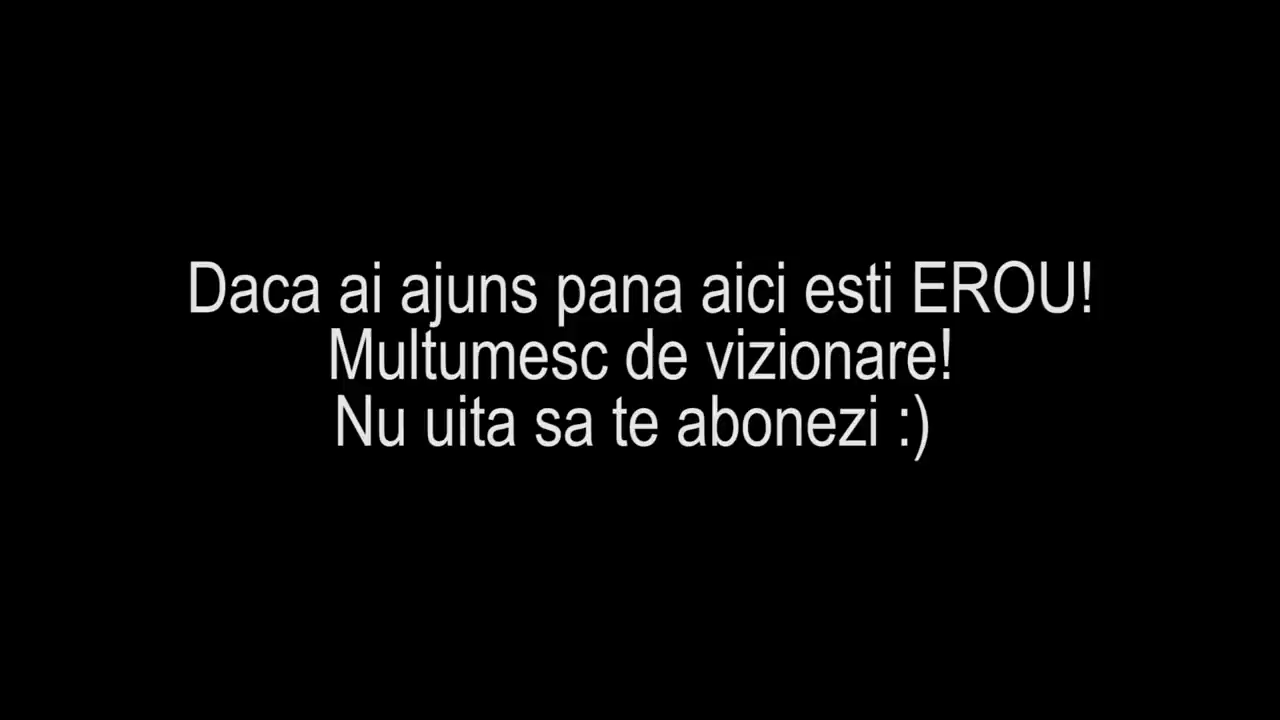 Daca ai ajuns pana aici esti EROU!
Multumesc de vizionare!
Nu uita sa te abonezi :)